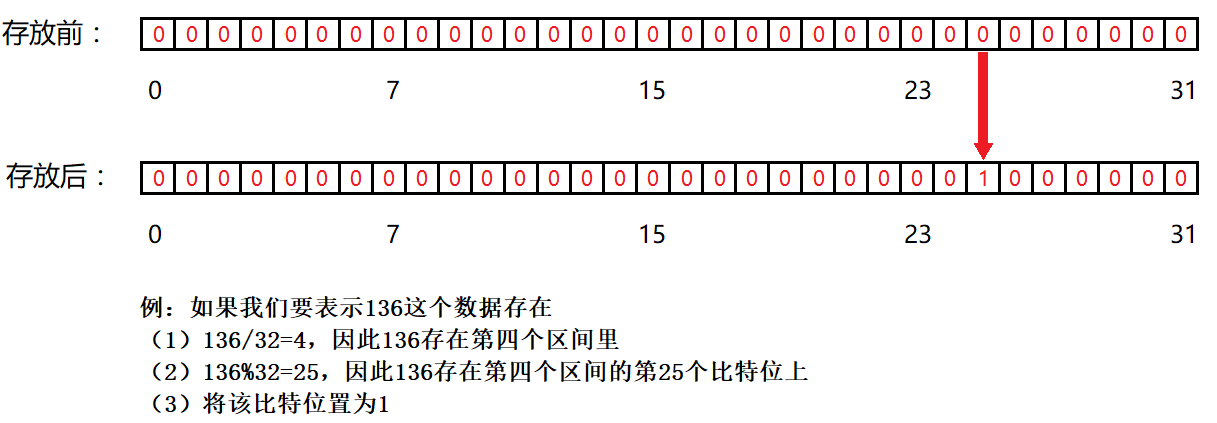 存放前： 0 0 0 0 0 0 0 0 0 0 0 0 0 0 0 0 0 0 0 0 0 0 0 0 0 0 0 0 0 0 0 0
0 7 15 23 31
存放后： 0 0 0 0 0 0 0 0 0 0 0 0 0 0 0 0 0 0 0 0 0 0 0 0 0 1 0 0 0 0 0 0
0 7 15 23 31
例：如果我们要表示136这个数据存在
（1）136/32=4，因此136存在第四个区间里
（2）136%32=25，因此136存在第四个区间的第25个比特位上
（3）将该比特位置为1